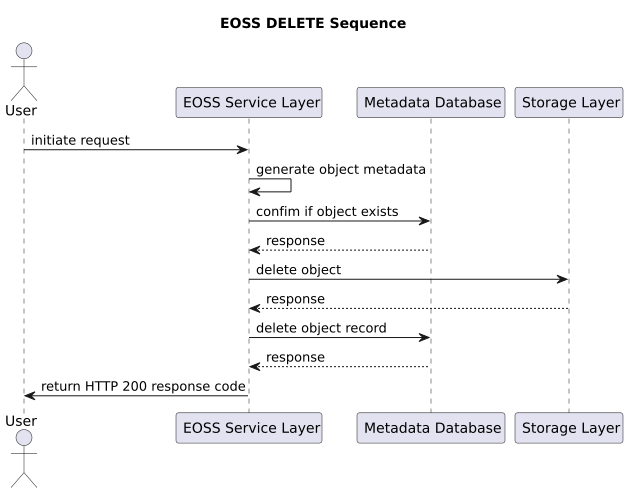 EOSS DELETE Sequence
User
EOSS Service Layer
Metadata Database
Storage Layer
initiate request
generate object metadata
confim if object exists
response
delete object
response
delete object record
response
return HTTP 200 response code
User
EOSS Service Layer
Metadata Database
Storage Layer